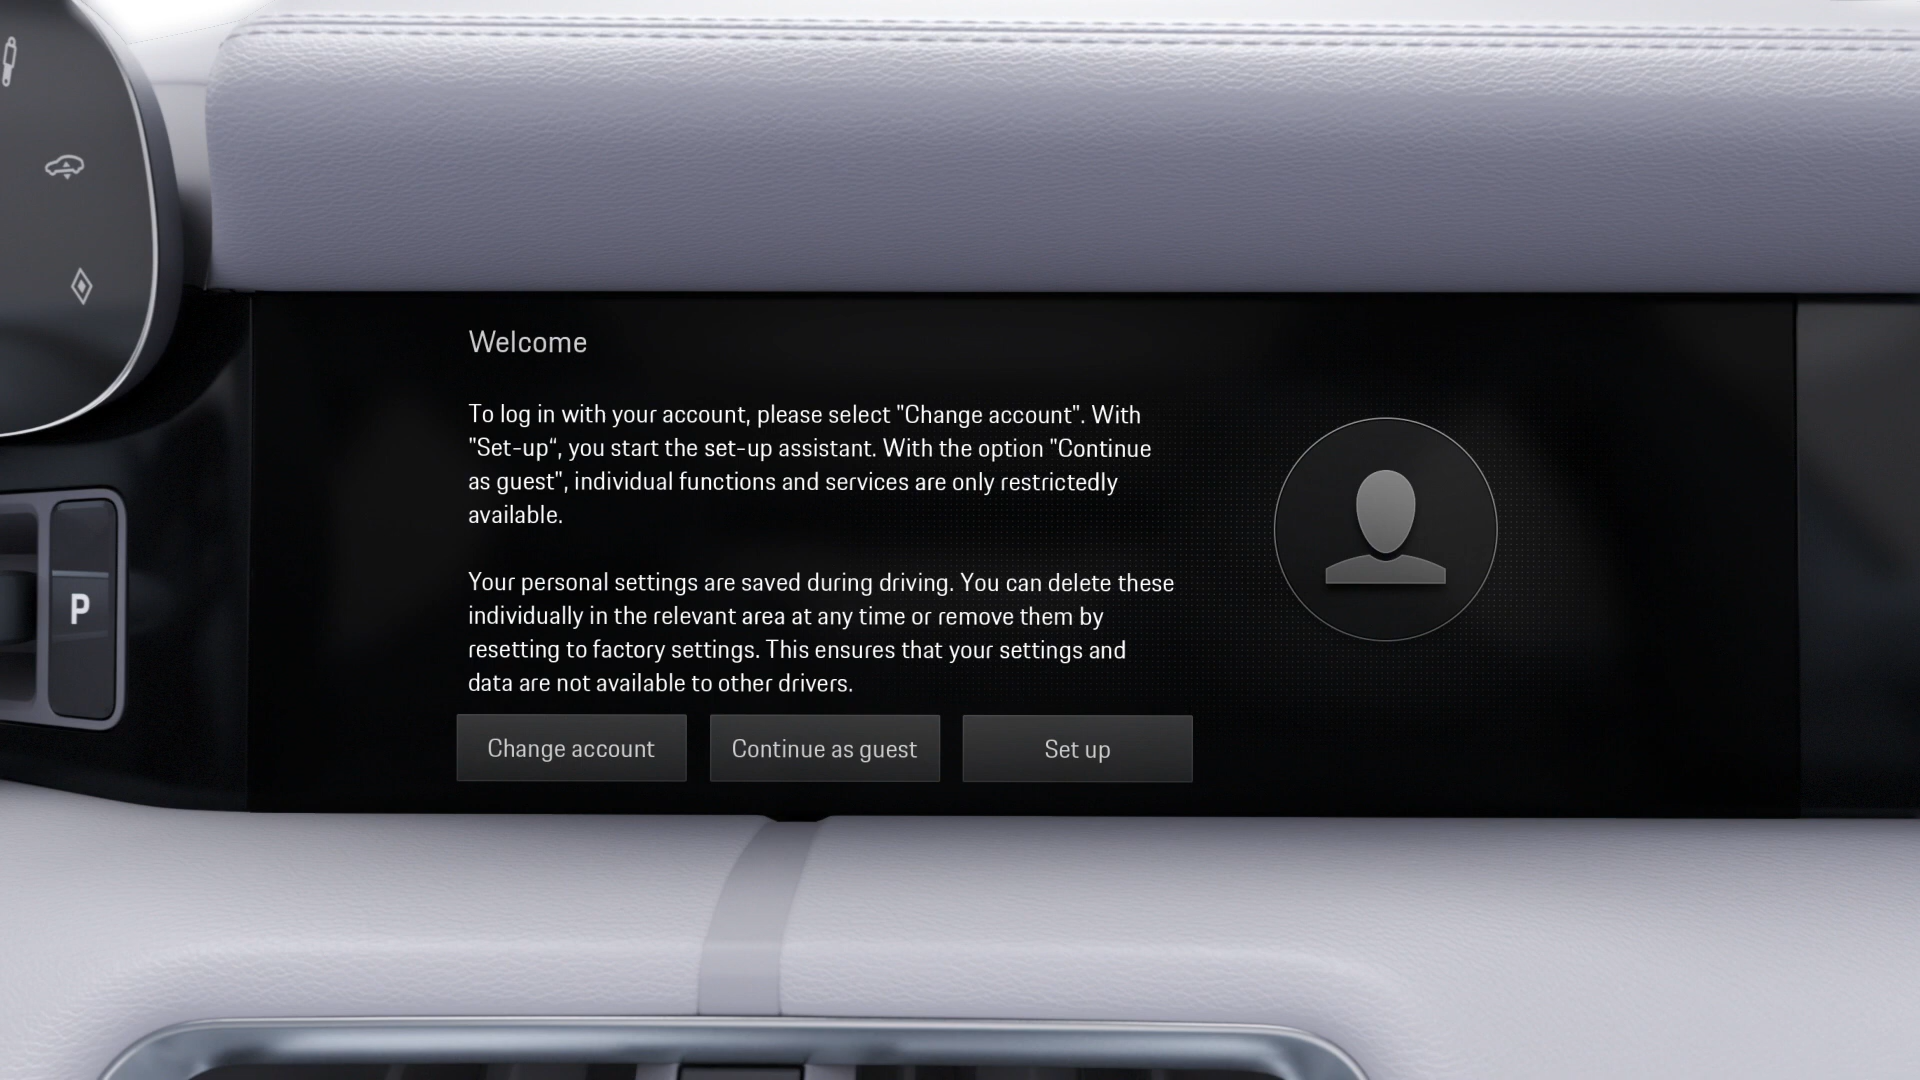 Welcome
To log in with your account, please select "Change account". With
"Set-up“, you start the set-up assistant. With the option "Continue
as guest", individual functions and services are only restrictedly
available.
Your personal settings are saved during driving. You can delete these
individually in the relevant area at any time or remove them by
resetting to factory settings. This ensures that your settings and
data are not available to other drivers.
P
Change account
Continue as guest
Set up